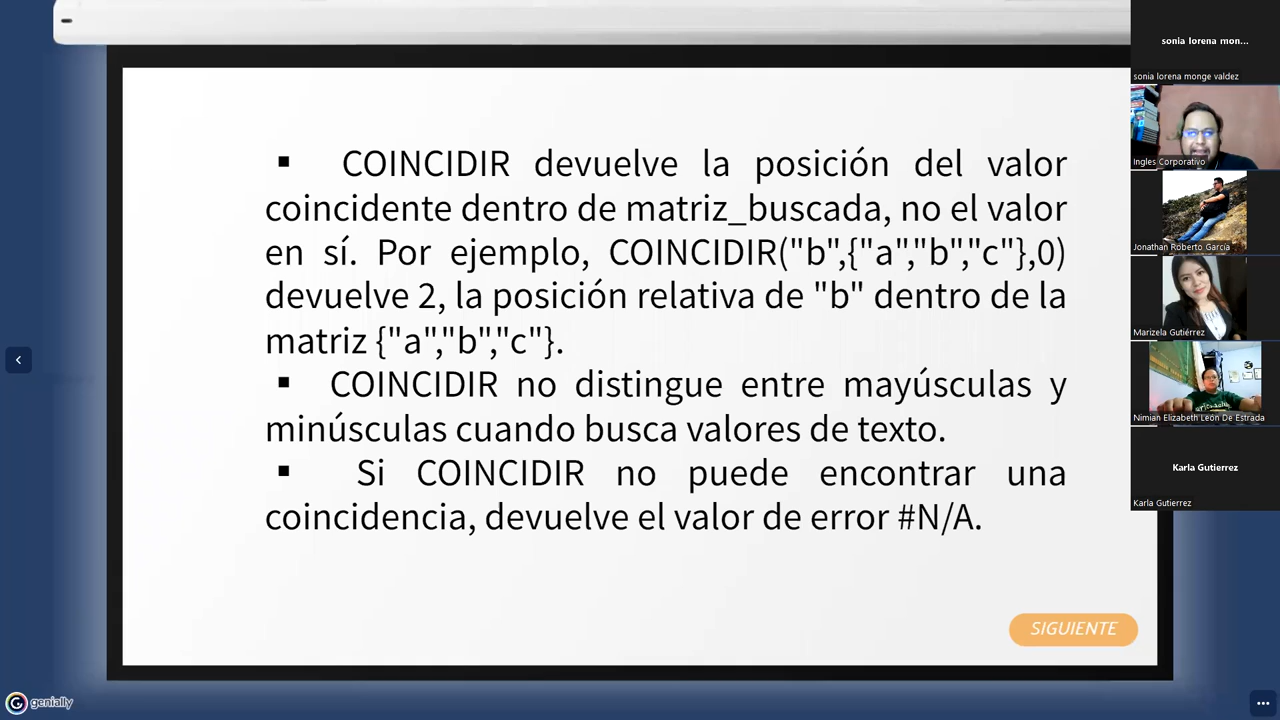 ▪ COINCIDIR devuelve la posición del valor
coincidente dentro de matriz_buscada, no el valor
en sí. Por ejemplo, COINCIDIR("b",{"a","b","c"},0)
devuelve 2, la posición relativa de "b" dentro de la
matriz {"a","b","c"}.
▪ COINCIDIR no distingue entre mayúsculas y
minúsculas cuando busca valores de texto.
▪ Si COINCIDIR no puede encontrar una
coincidencia, devuelve el valor de error #N/A.
SIGUIENTE
genially
sonia lorena mon...
sonia lorena monge valdez
Ingles Corporativo
Jonathan Roberto García
Marizela Gutiérrez
Nimian Elizabeth León De Estrada
Karla Gutierrez
Karla Gutierrez